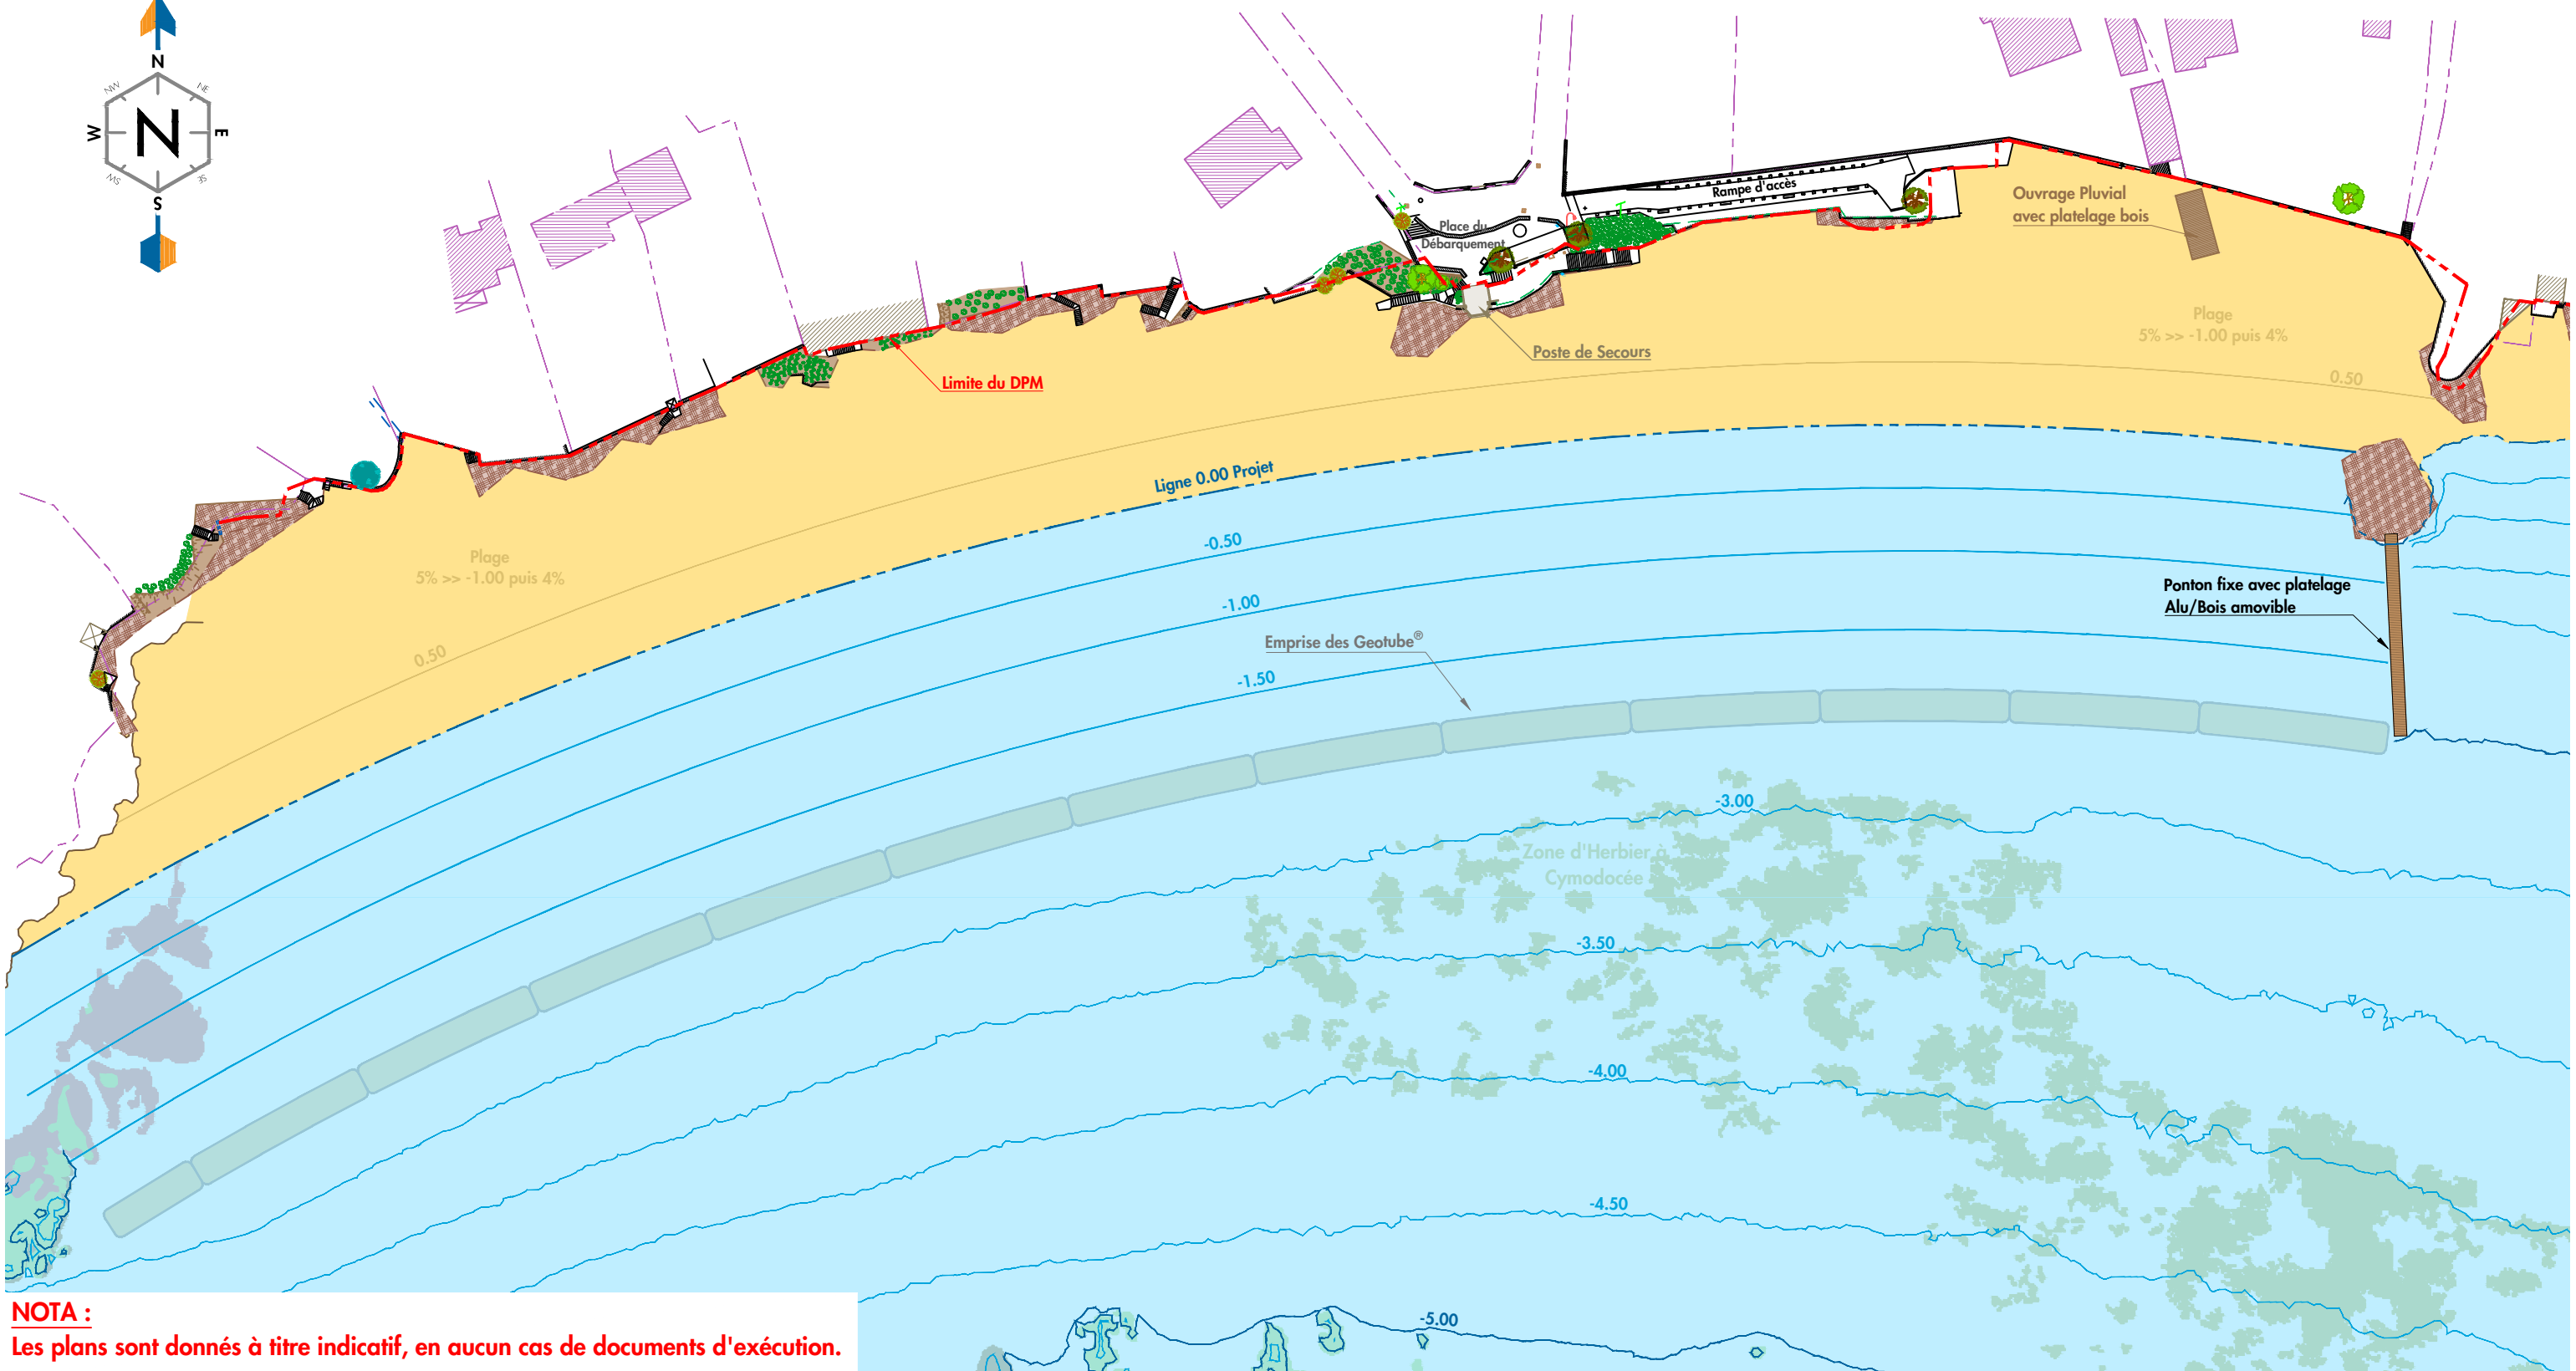 N
NW
NE
W
N
E
SW
SE
S
Rampe d'accès
Place du
Débarquement
Ouvrage Pluvial
avec platelage bois
Plage
5% >> -1.00 puis 4%
Poste de Secours
0.50
Limite du DPM
Ligne 0.00 Projet
-0.50
Plage
5% >> -1.00 puis 4%
Ponton fixe avec platelage
Alu/Bois amovible
-1.00
Emprise des Geotube®
0.50
-1.50
-3.00
Zone d'Herbier à
Cymodocée
-3.50
-4.00
-4.50
-5.00
NOTA :
Les plans sont donnés à titre indicatif, en aucun cas de documents d'exécution.